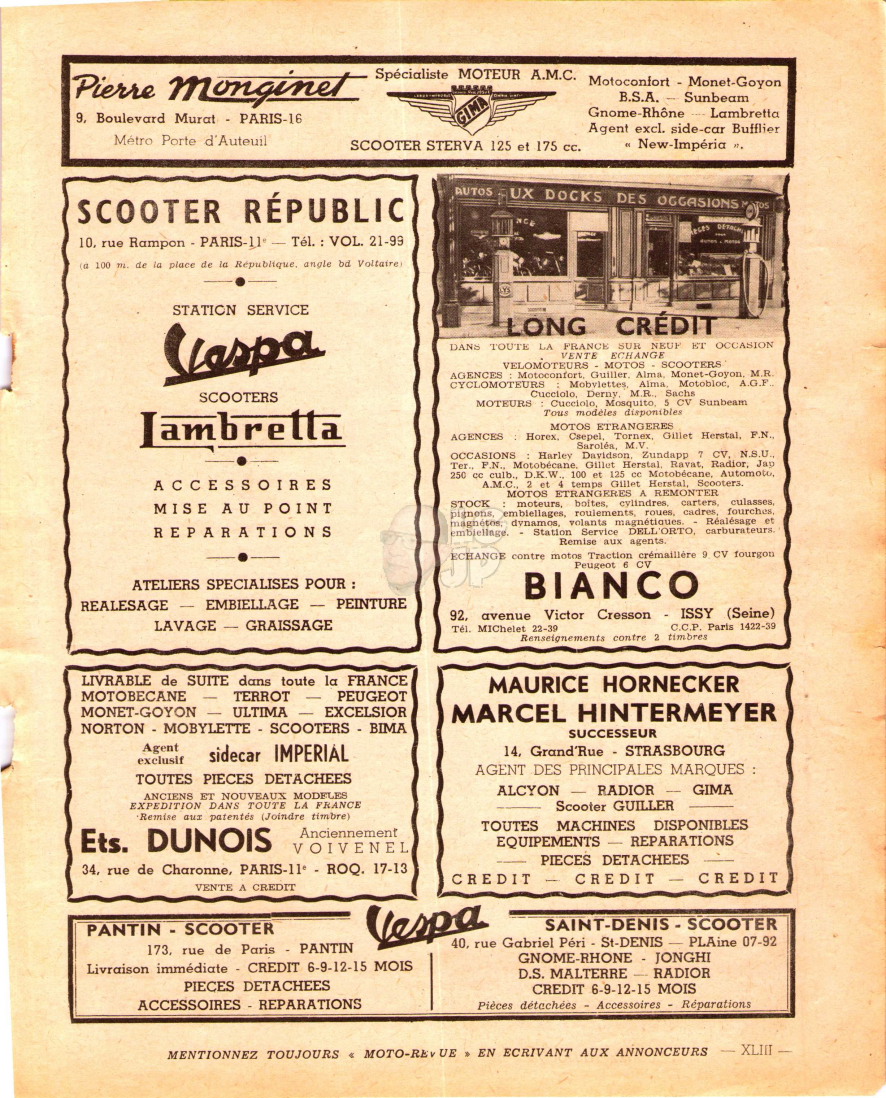 Pierre Monginet
9, Boulevard Murat - PARIS-16
Métro Porte d'Auteuil
Spécialiste MOTEUR A.M.C.
GIMA
SCOOTER STERVA 125 et 175 cc.
Motoconfort - Monet-Goyon
B.S.A. — Sunbeam
Gnome-Rhône — Lambretta
Agent excl. side-car Bufflier
« New-Impéria ».
SCOOTER RÉPUBLIC
10, rue Rampon - PARIS-11e — Tél. : VOL. 21-99
(a 100 m. de la place de la République, angle bd Voltaire)
STATION SERVICE
Vespa
SCOOTERS
Lambretta
ACCESSOIRES
MISE AU POINT
REPARATIONS
ATELIERS SPECIALISES POUR :
REALESAGE — EMBIELLAGE — PEINTURE
LAVAGE — GRAISSAGE
AUTOS UX DOCKS DES OCCASIONS
LONG CRÉDIT
DANS TOUTE LA FRANCE SUR NEUF ET OCCASION
VENTE ECHANGE
VELOMOTEURS - MOTOS - SCOOTERS
AGENCES : Motoconfort, Guiller, Alma, Monet-Goyon, M.R.
CYCLOMOTEURS : Mobylettes, Alma, Motobloc, A.G.F.,
Cucciolo, Derny, M.R., Sachs
MOTEURS : Cucciolo, Mosquito, 5 CV Sunbeam
Tous modèles disponibles
MOTOS ETRANGERES
AGENCES : Horex, Csepel, Tornex, Gillet Herstal, F.N.,
Saroléa, M.V.
OCCASIONS : Harley Davidson, Zundapp 7 CV, N.S.U.,
Ter., F.N., Motobécane, Gillet Herstal, Ravat, Radior, Jap
250 cc culb., D.K.W., 100 et 125 cc Motobécane, Automoto,
A.M.C., 2 et 4 temps Gillet Herstal, Scooters.
MOTOS ETRANGERES A REMONTER
STOCK : moteurs, boîtes, cylindres, carters, culasses,
pignons, embiellages, roulements, roues, cadres, fourches,
magnétos, dynamos, volants magnétiques. - Réalésage et
embiellage. - Station Service DELL'ORTO, carburateurs.
Remise aux agents.
ECHANGE contre motos Traction crémaillère 9 CV fourgon
Peugeot 6 CV
BIANCO
92, avenue Victor Cresson - ISSY (Seine)
Tél. MIChelet 22-39 C.C.P. Paris 1422-39
Renseignements contre 2 timbres
LIVRABLE de SUITE dans toute la FRANCE
MOTOBECANE — TERROT — PEUGEOT
MONET-GOYON — ULTIMA — EXCELSIOR
NORTON - MOBYLETTE - SCOOTERS - BIMA
Agent exclusif sidecar IMPERIAL
TOUTES PIECES DETACHEES
ANCIENS ET NOUVEAUX MODELES
EXPEDITION DANS TOUTE LA FRANCE
Remise aux patentés (Joindre timbre)
Ets. DUNOIS Anciennement VOIVENEL
34, rue de Charonne, PARIS-11e - ROQ. 17-13
VENTE A CREDIT
MAURICE HORNECKER
MARCEL HINTERMEYER
SUCCESSEUR
14, Grand'Rue - STRASBOURG
AGENT DES PRINCIPALES MARQUES :
ALCYON — RADIOR — GIMA
Scooter GUILLER
TOUTES MACHINES DISPONIBLES
EQUIPEMENTS — REPARATIONS
PIECES DETACHEES
CREDIT — CREDIT — CREDIT
Vespa
PANTIN - SCOOTER
173, rue de Paris - PANTIN
Livraison immédiate - CREDIT 6-9-12-15 MOIS
PIECES DETACHEES
ACCESSOIRES - REPARATIONS
SAINT-DENIS - SCOOTER
40, rue Gabriel Péri - St-DENIS — PLAine 07-92
GNOME-RHONE - JONGHI
D.S. MALTERRE — RADIOR
CREDIT 6-9-12-15 MOIS
Pièces détachées - Accessoires - Réparations
MENTIONNEZ TOUJOURS « MOTO-REVUE » EN ECRIVANT AUX ANNONCEURS — XLIII —